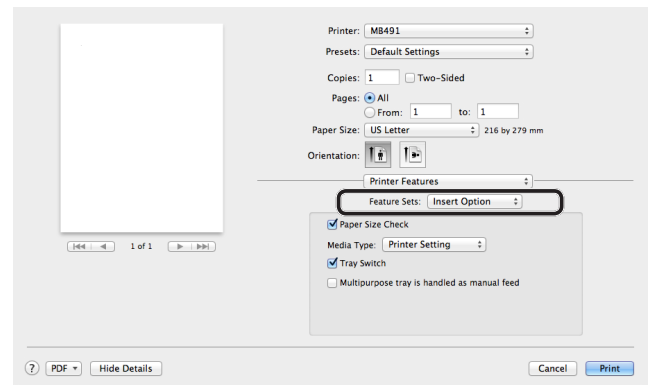 Printer: MB491
Presets: Default Settings
Copies: 1 Two-Sided
Pages: All
From: 1 to: 1
Paper Size: US Letter 216 by 279 mm
Orientation:
Printer Features
Feature Sets: Insert Option
Paper Size Check
Media Type: Printer Setting
Tray Switch
Multipurpose tray is handled as manual feed
1 of 1
? PDF Hide Details Cancel Print